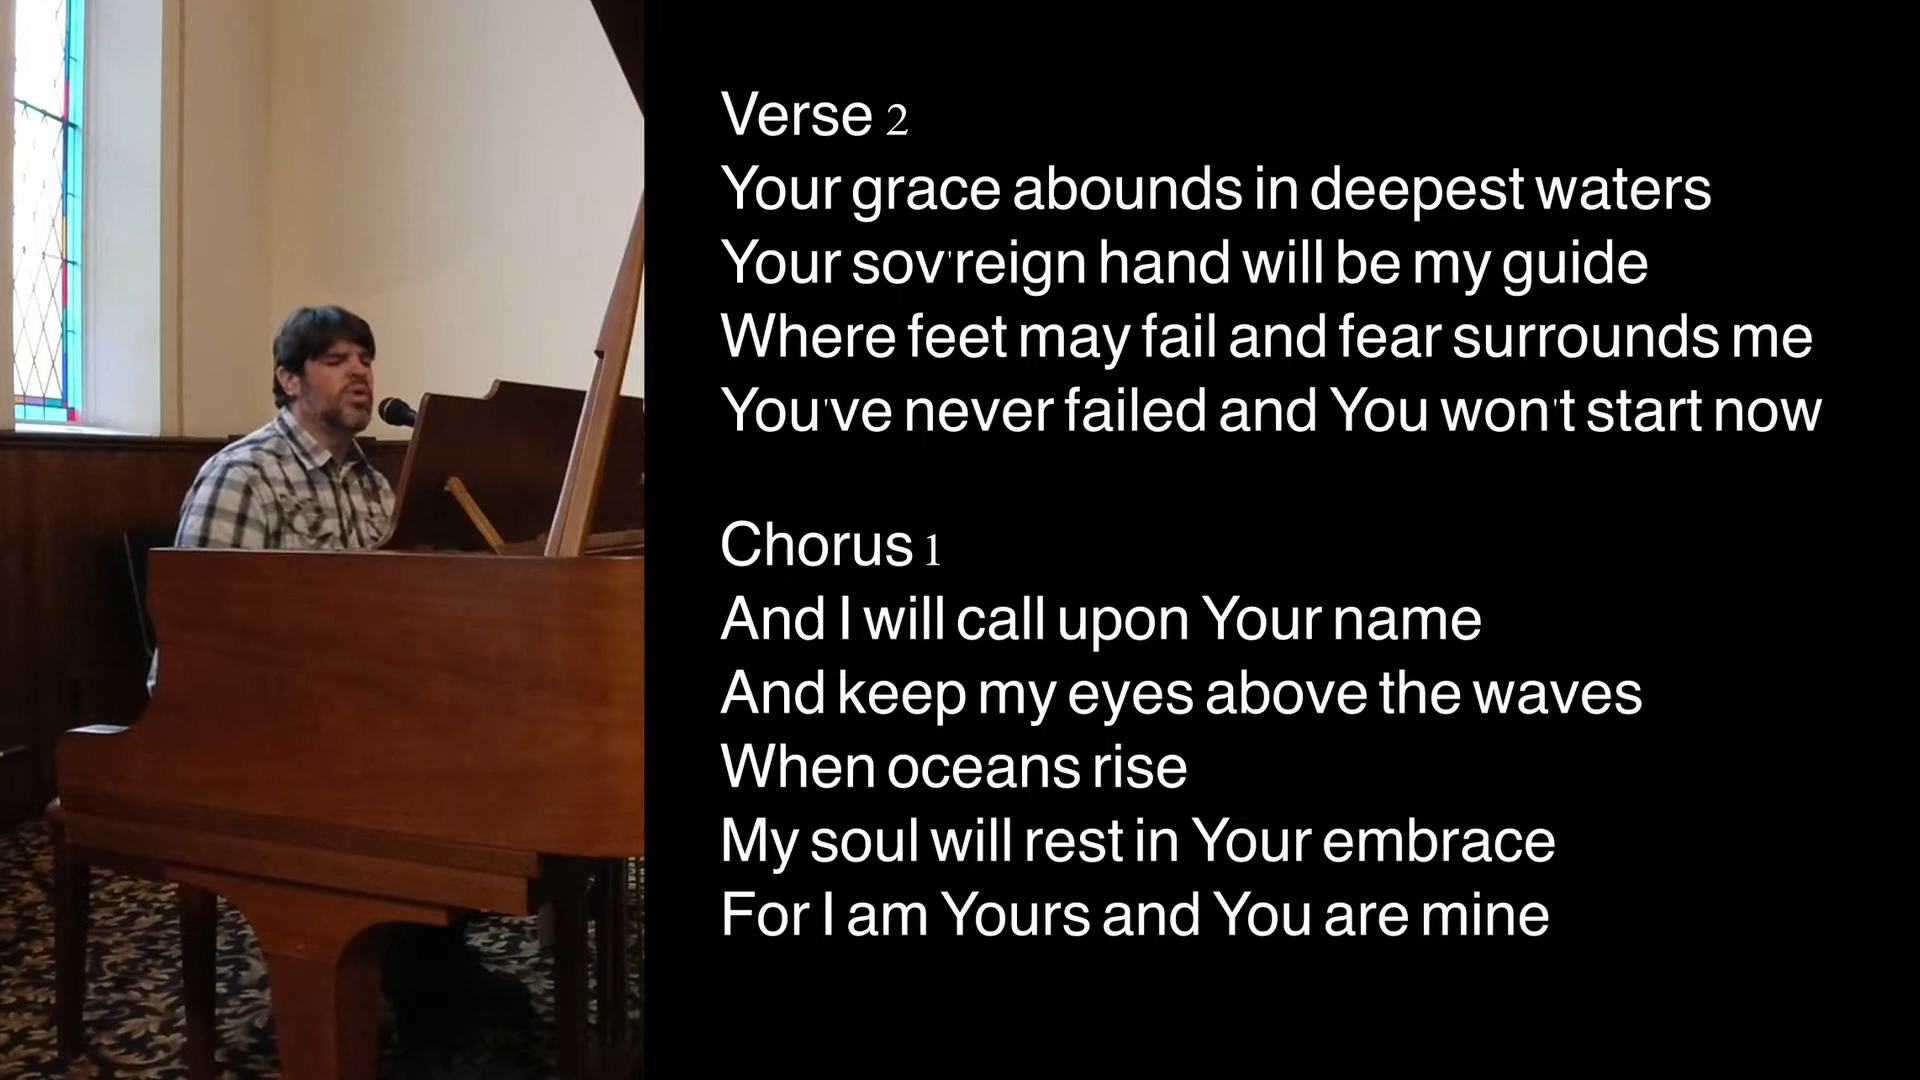 Verse 2
Your grace abounds in deepest waters
Your sov'reign hand will be my guide
Where feet may fail and fear surrounds me
You've never failed and You won't start now
Chorus 1
And I will call upon Your name
And keep my eyes above the waves
When oceans rise
My soul will rest in Your embrace
For I am Yours and You are mine